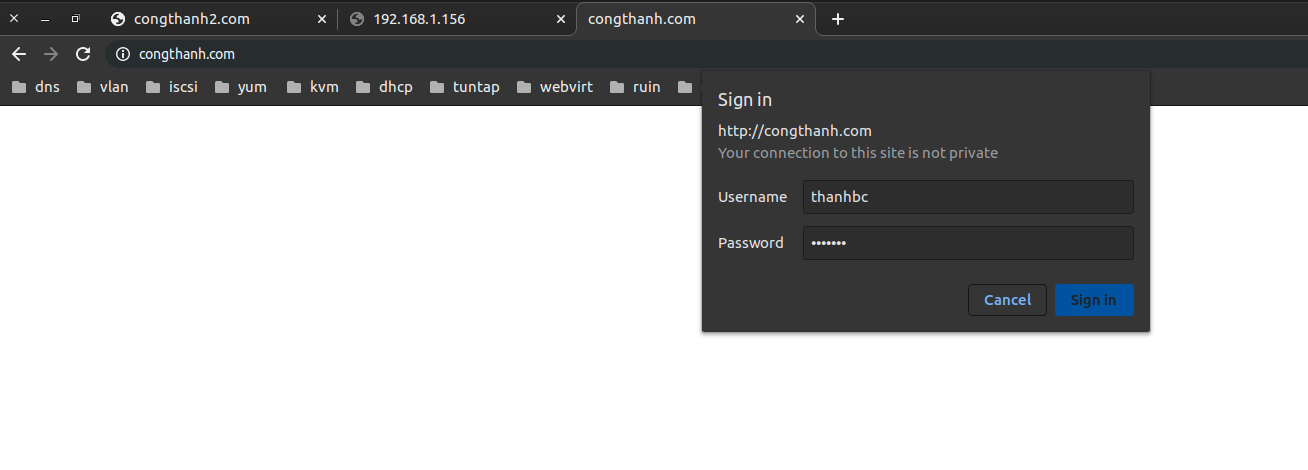 congthanh2.com 192.168.1.156 congthanh.com
congthanh.com
dns vlan iscsi yum kvm dhcp tuntap webvirt ruin
Sign in
http://congthanh.com
Your connection to this site is not private
Username thanhbc
Password •••••••
Cancel Sign in